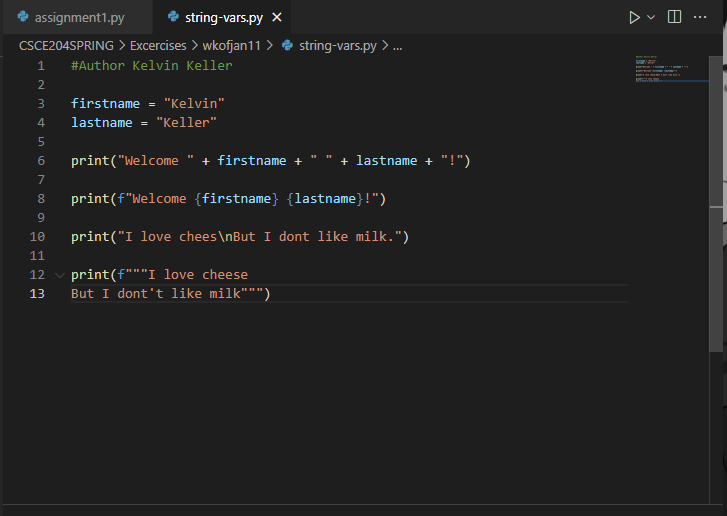 assignment1.py string-vars.py
CSCE204SPRING > Excercises > wkofjan11 > string-vars.py > ...
1 #Author Kelvin Keller
2
3 firstname = "Kelvin"
4 lastname = "Keller"
5
6 print("Welcome " + firstname + " " + lastname + "!")
7
8 print(f"Welcome {firstname} {lastname}!")
9
10 print("I love chees\nBut I dont like milk.")
11
12 print(f"""I love cheese
13 But I dont't like milk""")